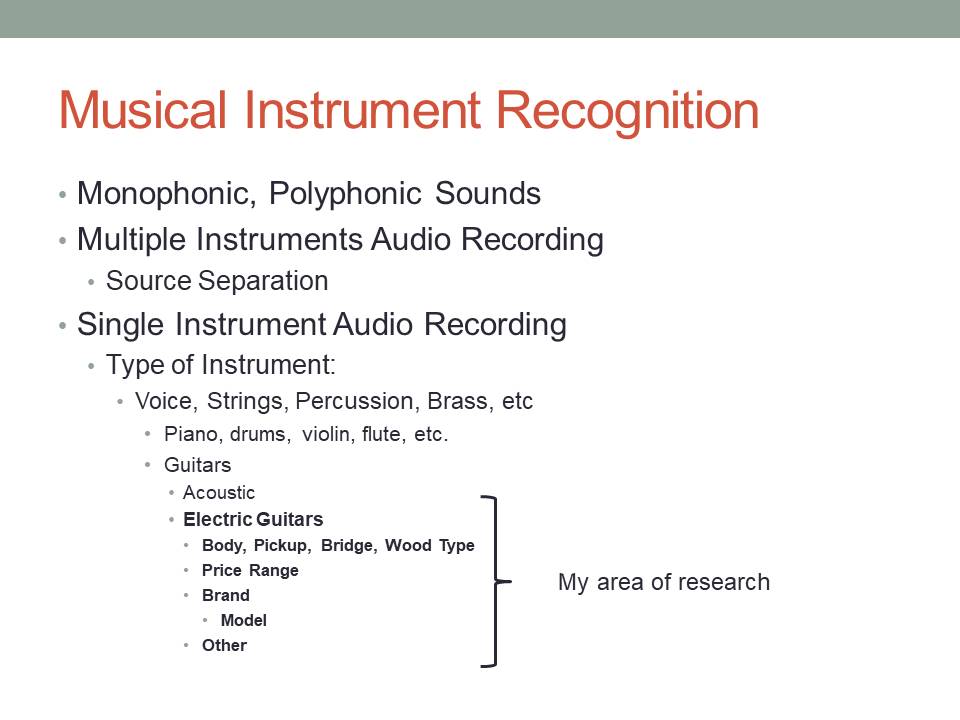 Musical Instrument Recognition
• Monophonic, Polyphonic Sounds
• Multiple Instruments Audio Recording
• Source Separation
• Single Instrument Audio Recording
• Type of Instrument:
• Voice, Strings, Percussion, Brass, etc
• Piano, drums, violin, flute, etc.
• Guitars
• Acoustic
• Electric Guitars
• Body, Pickup, Bridge, Wood Type
• Price Range
• Brand
• Model
• Other
My area of research